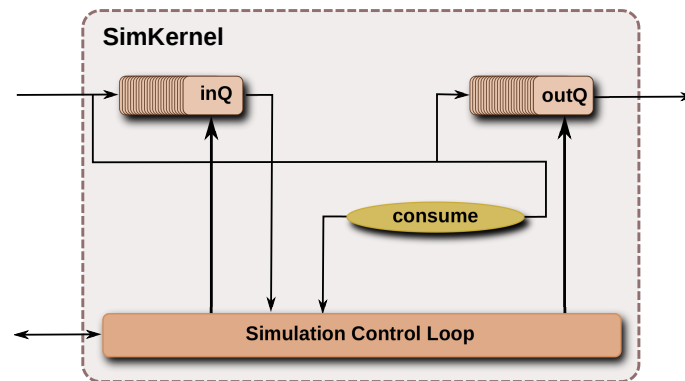 SimKernel
inQ
outQ
consume
Simulation Control Loop